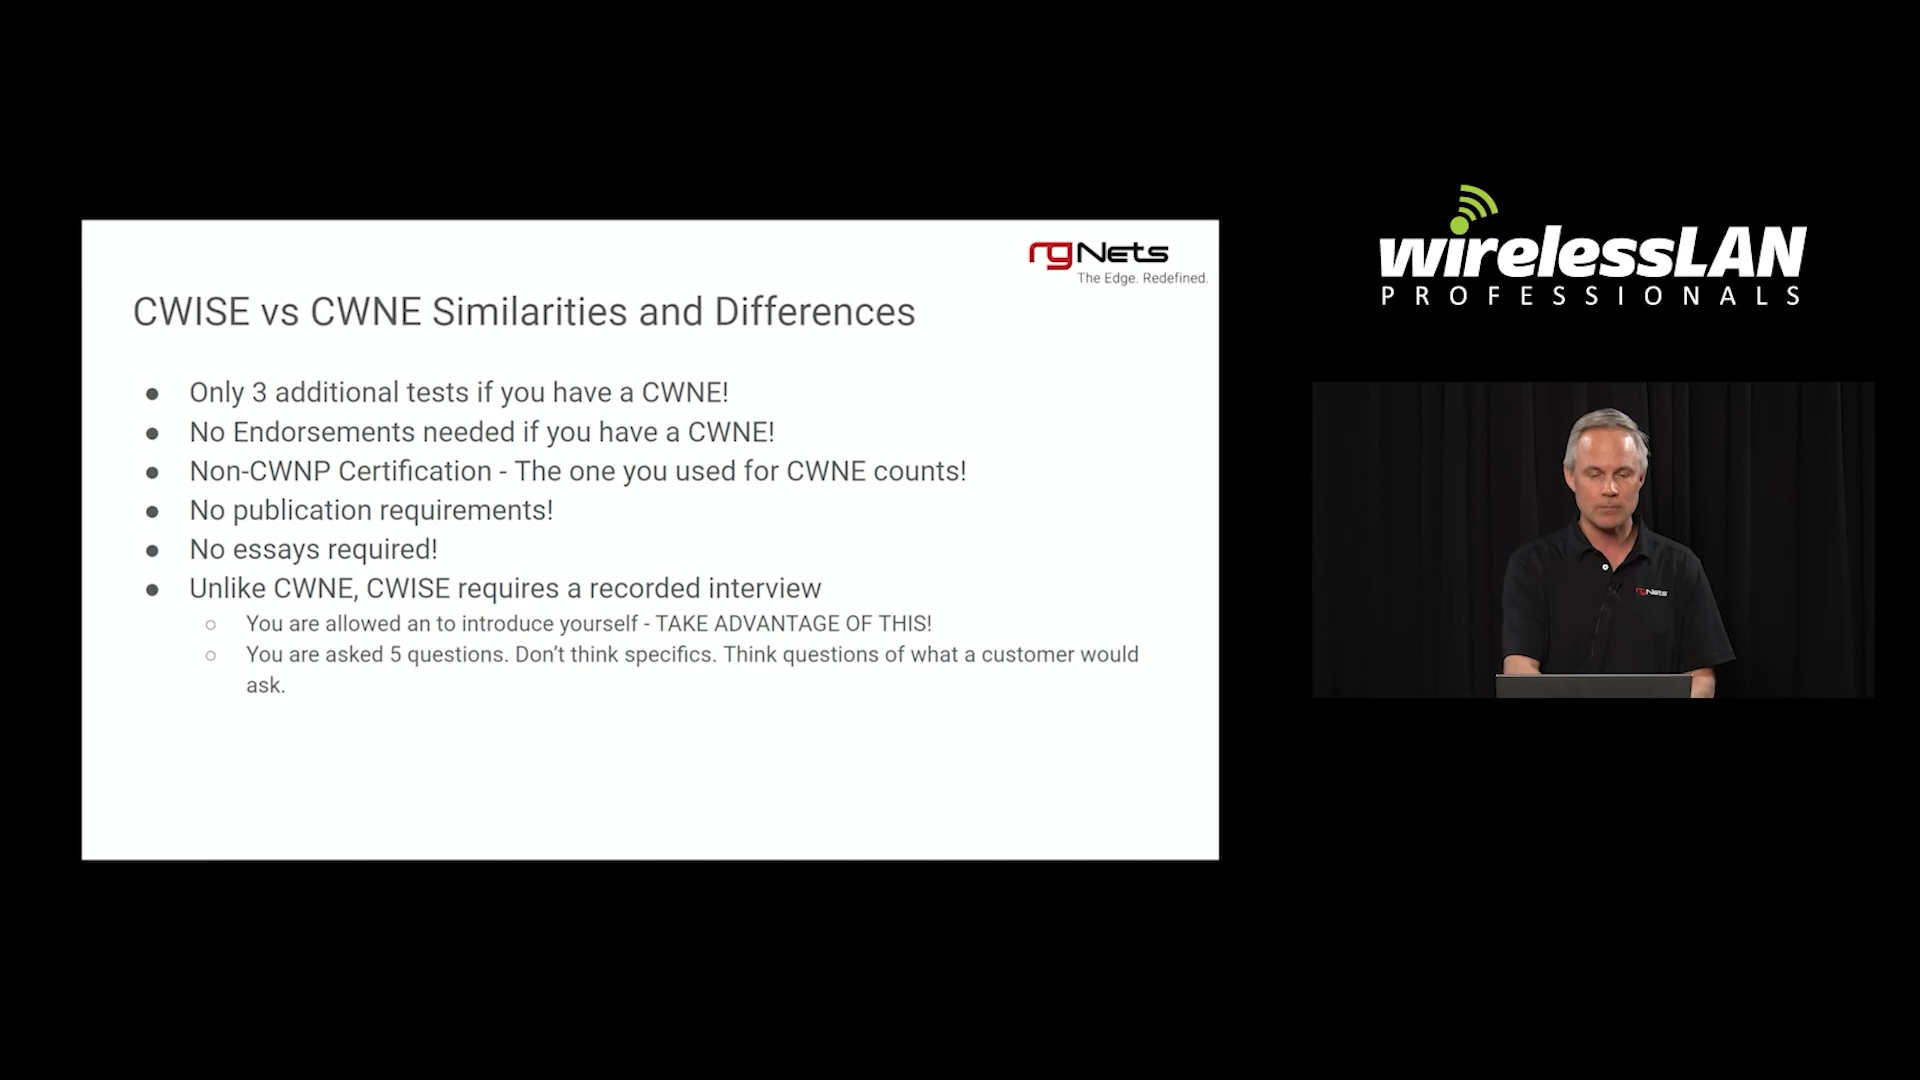 rgNets
The Edge. Redefined.
CWISE vs CWNE Similarities and Differences
● Only 3 additional tests if you have a CWNE!
● No Endorsements needed if you have a CWNE!
● Non-CWNP Certification - The one you used for CWNE counts!
● No publication requirements!
● No essays required!
● Unlike CWNE, CWISE requires a recorded interview
○ You are allowed an to introduce yourself - TAKE ADVANTAGE OF THIS!
○ You are asked 5 questions. Don’t think specifics. Think questions of what a customer would
ask.
wirelessLAN
PROFESSIONALS
rgNets